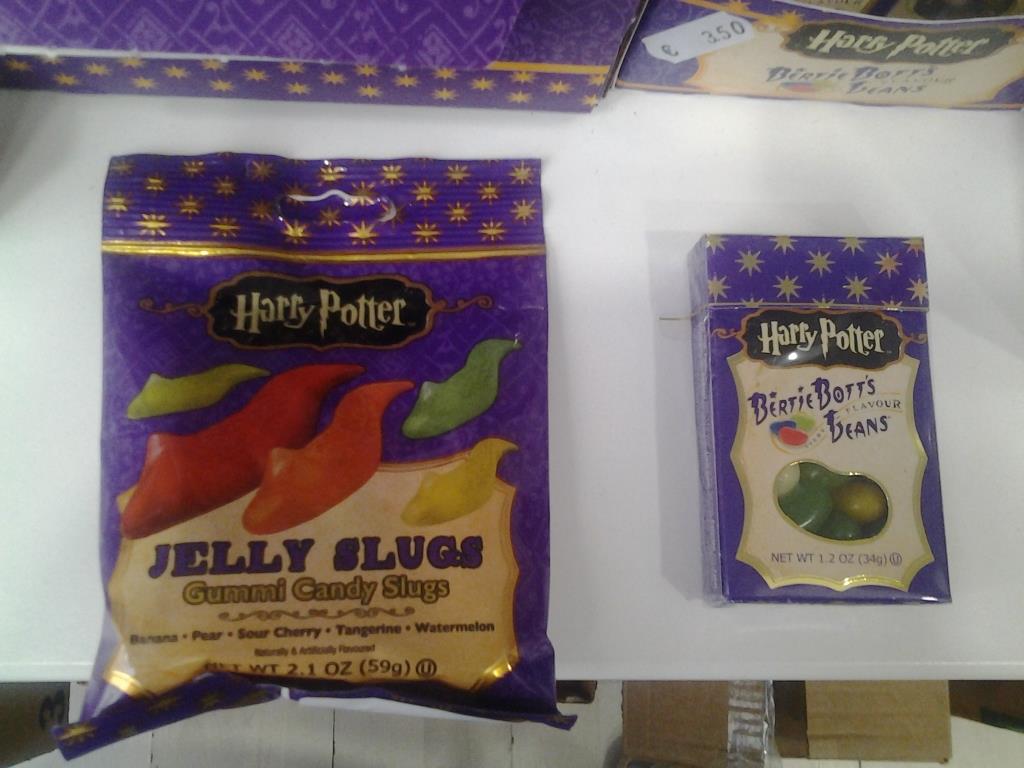 € 3.50
Harry Potter
BERTIE BOTT'S
BEANS
Harry Potter
JELLY SLUGS
Gummi Candy Slugs
Banana • Pear • Sour Cherry • Tangerine • Watermelon
Naturally & Artificially Flavoured
NET WT 2.1 OZ (59g) U
Harry Potter
BERTIE BOTT'S
EVERY FLAVOUR
BEANS
NET WT 1.2 OZ (34g) U